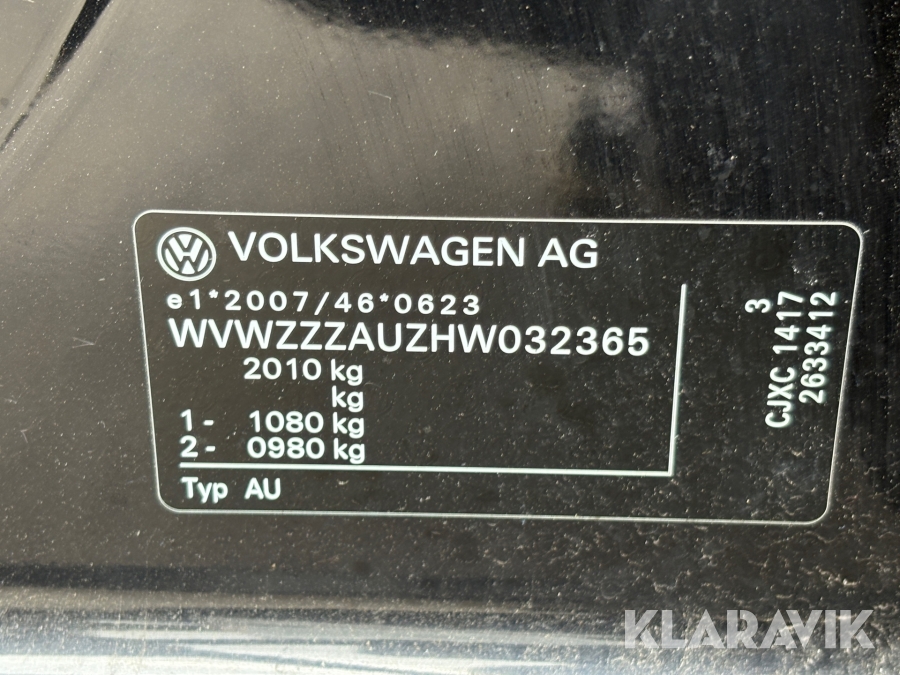 VOLKSWAGEN AG
e1*2007/46*0623
WVWZZZAUZHW032365
2010 kg
kg
1- 1080 kg
2- 0980 kg
Typ AU
3
CJXC 1417
2633412
KLARAVIK